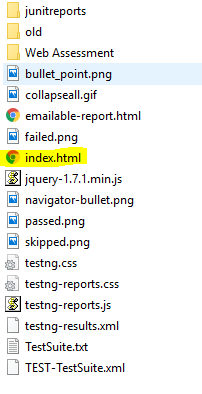 junitreports
old
Web Assessment
bullet_point.png
collapseall.gif
emailable-report.html
failed.png
index.html
jquery-1.7.1.min.js
navigator-bullet.png
passed.png
skipped.png
testng.css
testng-reports.css
testng-reports.js
testng-results.xml
TestSuite.txt
TEST-TestSuite.xml